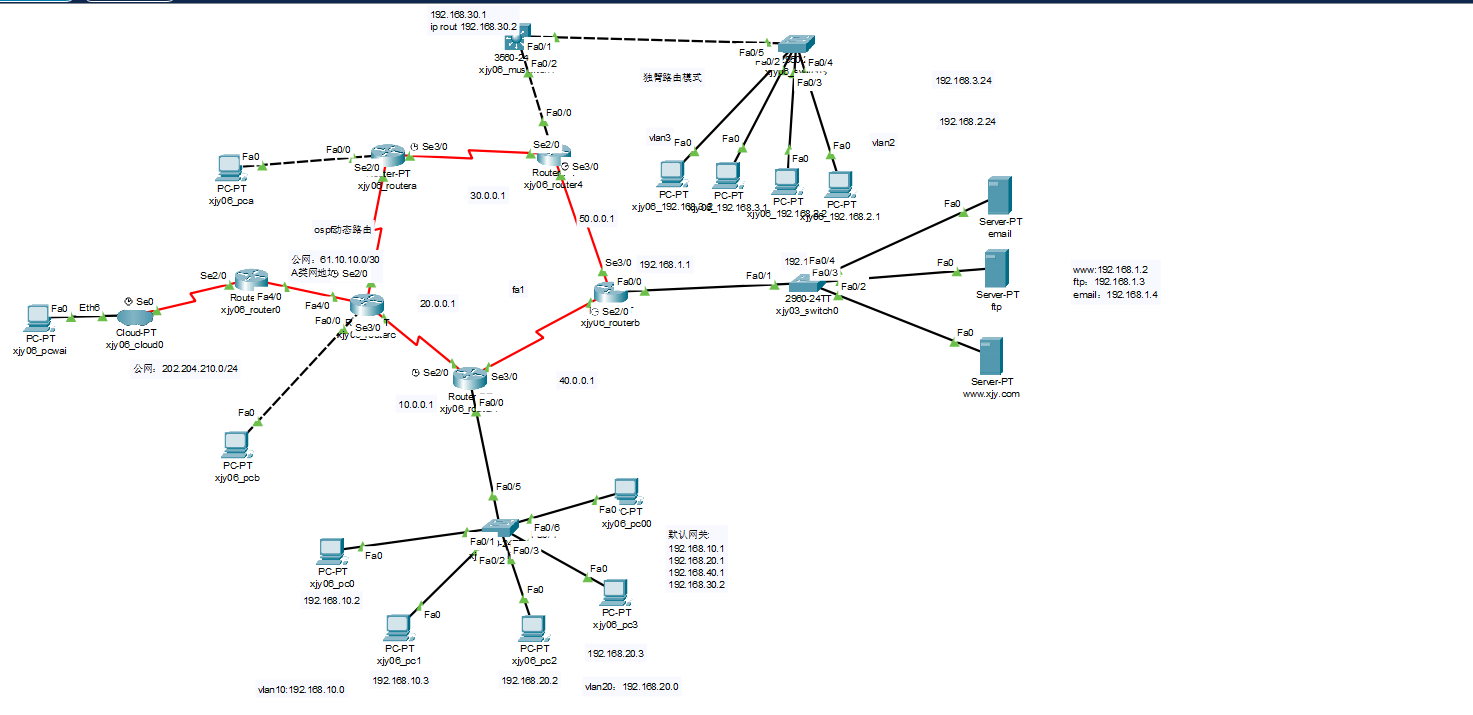 192.168.30.1
ip rout 192.168.30.2
Fa0/1
3560-24
xjy06_mu
Fa0/2
Fa0/0
Fa0/5
Fa0/2
Fa0/4
Fa0/3
独臂路由模式
192.168.3.24
192.168.2.24
vlan3
Fa0
Fa0
Fa0
Fa0
vlan2
PC-PT
PC-PT
PC-PT
PC-PT
xjy06_192.168.3.1
xjy06_192.168.2.1
Fa0
Fa0/0
Se3/0
Se2/0
PC-PT
xjy06_pca
xjy06_routera
Se2/0
Se3/0
Router
xjy06_router4
30.0.0.1
50.0.0.1
ospf动态路由
公网：61.10.10.0/30
Se2/0
Se2/0
Fa4/0
xjy06_router0
Fa4/0
Fa0/0
Se3/0
20.0.0.1
fa1
Fa0
Eth6
Se0
PC-PT
xjy06_pcwai
Cloud-PT
xjy06_cloud0
公网：202.204.210.0/24
Se3/0
Fa0/0
Se2/0
xjy06_routerb
192.168.1.1
Fa0/1
Fa0/4
Fa0/3
Fa0/2
2960-24TT
xjy03_switch0
Fa0
Server-PT
email
Fa0
Server-PT
ftp
Fa0
Server-PT
www.xjy.com
www:192.168.1.2
ftp：192.168.1.3
email：192.168.1.4
Se2/0
Se3/0
Router
Fa0/0
10.0.0.1
40.0.0.1
Fa0
PC-PT
xjy06_pcb
Fa0/5
Fa0/6
Fa0/1
Fa0/3
Fa0/2
Fa0
xjy06_pc00
Fa0
PC-PT
xjy06_pc0
192.168.10.2
Fa0
PC-PT
xjy06_pc1
192.168.10.3
Fa0
PC-PT
xjy06_pc2
192.168.20.2
Fa0
PC-PT
xjy06_pc3
192.168.20.3
默认网关:
192.168.10.1
192.168.20.1
192.168.40.1
192.168.30.2
vlan10:192.168.10.0
vlan20：192.168.20.0